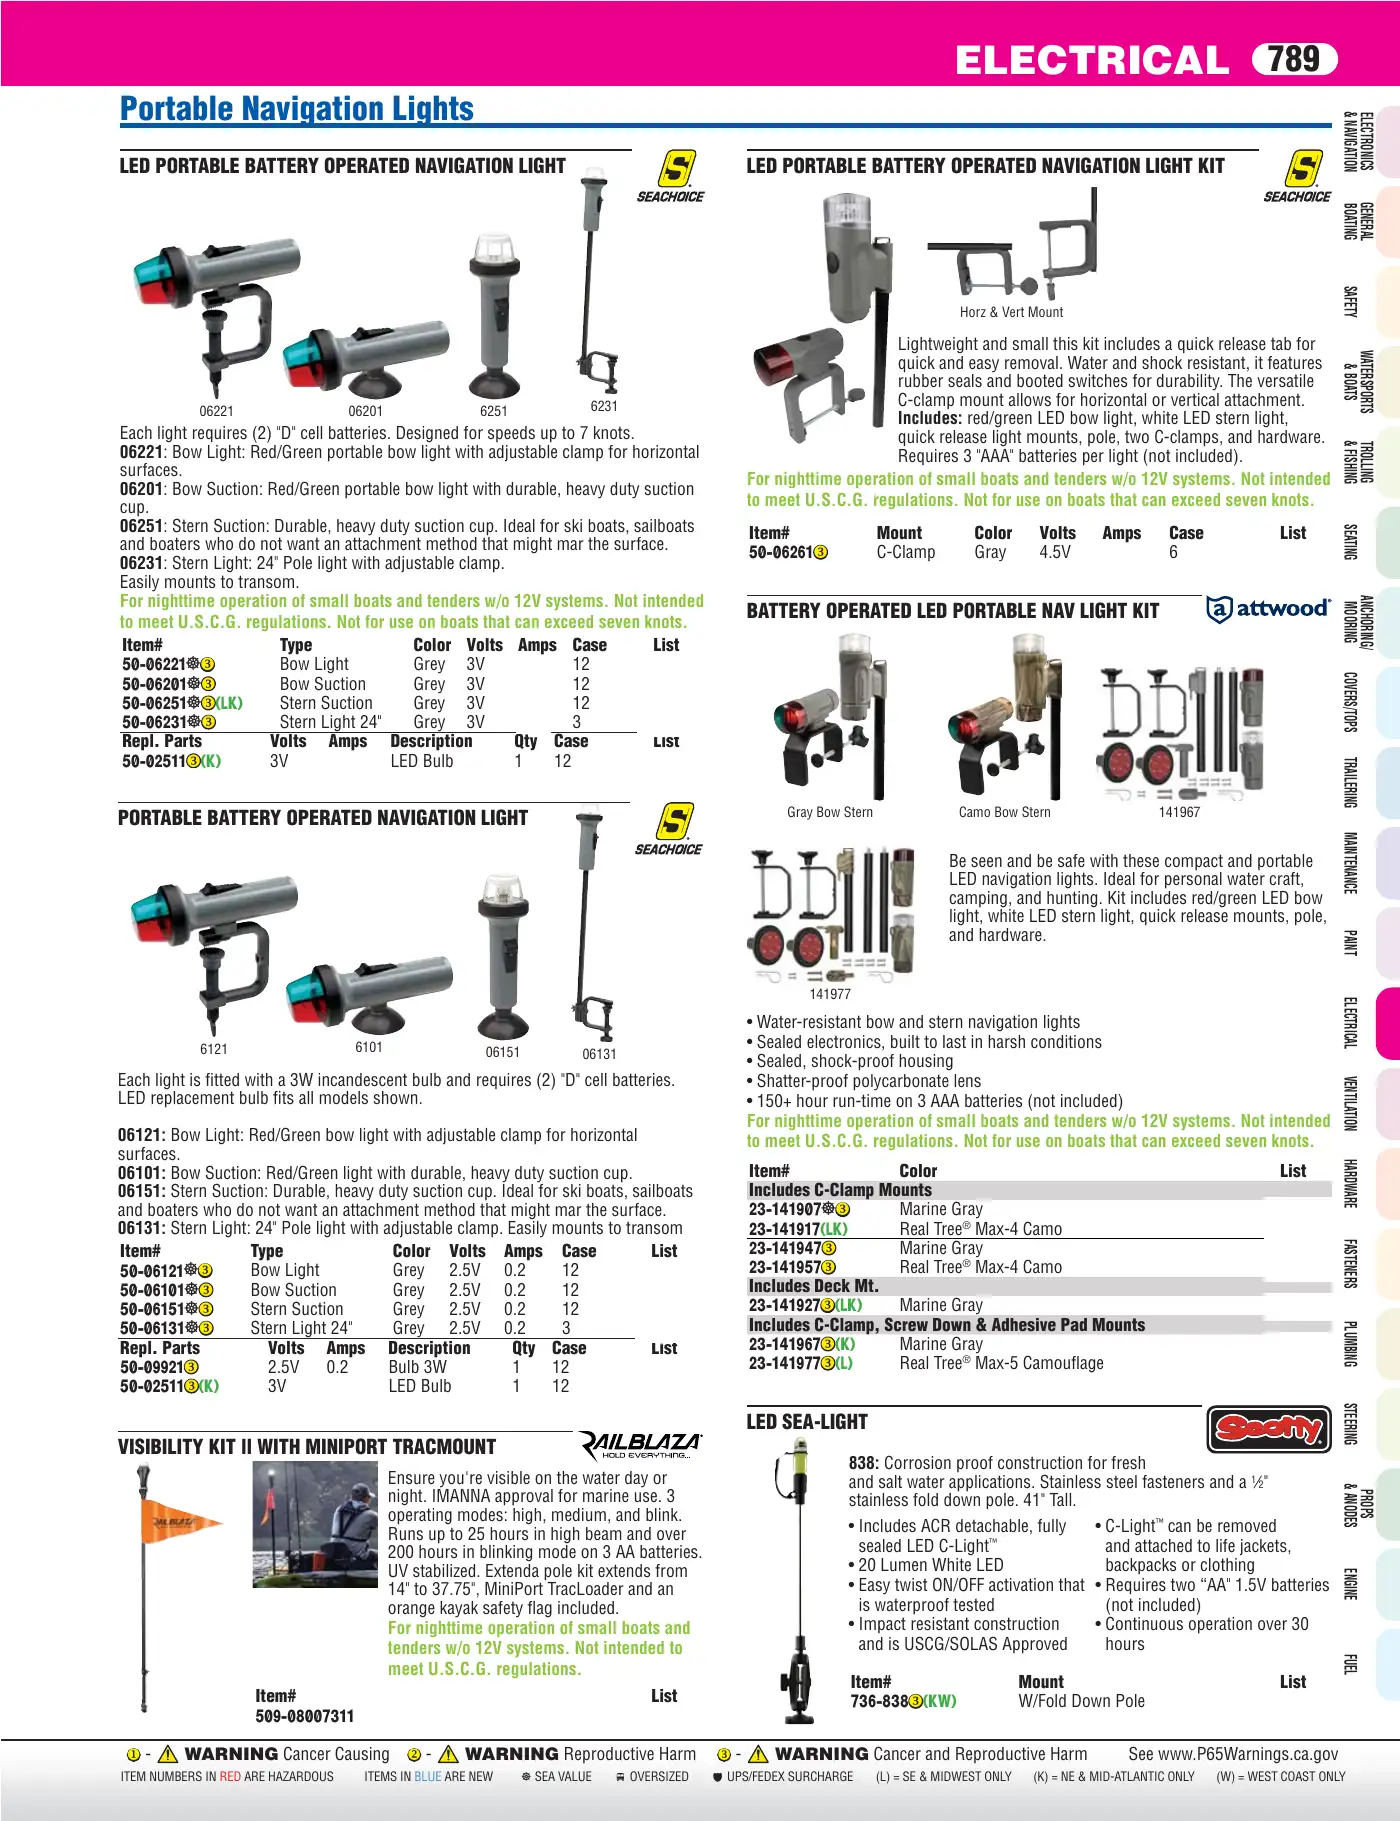 ELECTRICAL 789
Portable Navigation Lights
LED PORTABLE BATTERY OPERATED NAVIGATION LIGHT
SEACHOICE
06221
06201
6251
6231
Each light requires (2) "D" cell batteries. Designed for speeds up to 7 knots.
06221: Bow Light: Red/Green portable bow light with adjustable clamp for horizontal
surfaces.
06201: Bow Suction: Red/Green portable bow light with durable, heavy duty suction
cup.
06251: Stern Suction: Durable, heavy duty suction cup. Ideal for ski boats, sailboats
and boaters who do not want an attachment method that might mar the surface.
06231: Stern Light: 24" Pole light with adjustable clamp.
Easily mounts to transom.
For nighttime operation of small boats and tenders w/o 12V systems. Not intended
to meet U.S.C.G. regulations. Not for use on boats that can exceed seven knots.
Item# Type Color Volts Amps Case List
50-06221☸3 Bow Light Grey 3V 12
50-06201☸3 Bow Suction Grey 3V 12
50-06251☸3(LK) Stern Suction Grey 3V 12
50-06231☸3 Stern Light 24" Grey 3V 3
Repl. Parts Volts Amps Description Qty Case List
50-02511 3(K) 3V LED Bulb 1 12
PORTABLE BATTERY OPERATED NAVIGATION LIGHT
SEACHOICE
6121
6101
06151
06131
Each light is fitted with a 3W incandescent bulb and requires (2) "D" cell batteries.
LED replacement bulb fits all models shown.
06121: Bow Light: Red/Green bow light with adjustable clamp for horizontal
surfaces.
06101: Bow Suction: Red/Green light with durable, heavy duty suction cup.
06151: Stern Suction: Durable, heavy duty suction cup. Ideal for ski boats, sailboats
and boaters who do not want an attachment method that might mar the surface.
06131: Stern Light: 24" Pole light with adjustable clamp. Easily mounts to transom
Item# Type Color Volts Amps Case List
50-06121☸3 Bow Light Grey 2.5V 0.2 12
50-06101☸3 Bow Suction Grey 2.5V 0.2 12
50-06151☸3 Stern Suction Grey 2.5V 0.2 12
50-06131☸3 Stern Light 24" Grey 2.5V 0.2 3
Repl. Parts Volts Amps Description Qty Case List
50-09921 3 2.5V 0.2 Bulb 3W 1 12
50-02511 3(K) 3V LED Bulb 1 12
VISIBILITY KIT II WITH MINIPORT TRACMOUNT
RAILBLAZA
HOLD EVERYTHING...
RAILBLAZA
Ensure you're visible on the water day or
night. IMANNA approval for marine use. 3
operating modes: high, medium, and blink.
Runs up to 25 hours in high beam and over
200 hours in blinking mode on 3 AA batteries.
UV stabilized. Extenda pole kit extends from
14" to 37.75", MiniPort TracLoader and an
orange kayak safety flag included.
For nighttime operation of small boats and
tenders w/o 12V systems. Not intended to
meet U.S.C.G. regulations.
Item# List
509-08007311
LED PORTABLE BATTERY OPERATED NAVIGATION LIGHT KIT
SEACHOICE
Horz & Vert Mount
Lightweight and small this kit includes a quick release tab for
quick and easy removal. Water and shock resistant, it features
rubber seals and booted switches for durability. The versatile
C-clamp mount allows for horizontal or vertical attachment.
Includes: red/green LED bow light, white LED stern light,
quick release light mounts, pole, two C-clamps, and hardware.
Requires 3 "AAA" batteries per light (not included).
For nighttime operation of small boats and tenders w/o 12V systems. Not intended
to meet U.S.C.G. regulations. Not for use on boats that can exceed seven knots.
Item# Mount Color Volts Amps Case List
50-06261 3 C-Clamp Gray 4.5V 6
BATTERY OPERATED LED PORTABLE NAV LIGHT KIT
attwood
Gray Bow Stern
Camo Bow Stern
141967
141977
Be seen and be safe with these compact and portable
LED navigation lights. Ideal for personal water craft,
camping, and hunting. Kit includes red/green LED bow
light, white LED stern light, quick release mounts, pole,
and hardware.
• Water-resistant bow and stern navigation lights
• Sealed electronics, built to last in harsh conditions
• Sealed, shock-proof housing
• Shatter-proof polycarbonate lens
• 150+ hour run-time on 3 AAA batteries (not included)
For nighttime operation of small boats and tenders w/o 12V systems. Not intended
to meet U.S.C.G. regulations. Not for use on boats that can exceed seven knots.
Item# Color List
Includes C-Clamp Mounts
23-141907☸3 Marine Gray
23-141917(LK) Real Tree® Max-4 Camo
23-141947 3 Marine Gray
23-141957 3 Real Tree® Max-4 Camo
Includes Deck Mt.
23-141927 3(LK) Marine Gray
Includes C-Clamp, Screw Down & Adhesive Pad Mounts
23-141967 3(K) Marine Gray
23-141977 3(L) Real Tree® Max-5 Camouflage
LED SEA-LIGHT
Scotty
838: Corrosion proof construction for fresh
and salt water applications. Stainless steel fasteners and a ½"
stainless fold down pole. 41" Tall.
• Includes ACR detachable, fully
sealed LED C-Light™
• 20 Lumen White LED
• Easy twist ON/OFF activation that
is waterproof tested
• Impact resistant construction
and is USCG/SOLAS Approved
• C-Light™ can be removed
and attached to life jackets,
backpacks or clothing
• Requires two “AA" 1.5V batteries
(not included)
• Continuous operation over 30
hours
Item# Mount List
736-838 3(KW) W/Fold Down Pole
ELECTRONICS
& NAVIGATION
GENERAL
BOATING
SAFETY
WATERSPORTS
& BOATS
TROLLING
& FISHING
SEATING
ANCHORING/
MOORING
COVERS/TOPS
TRAILERING
MAINTENANCE
PAINT
ELECTRICAL
VENTILATION
HARDWARE
FASTENERS
PLUMBING
STEERING
PROPS
& ANODES
ENGINE
FUEL
1 - ⚠ WARNING Cancer Causing 2 - ⚠ WARNING Reproductive Harm 3 - ⚠ WARNING Cancer and Reproductive Harm See www.P65Warnings.ca.gov
ITEM NUMBERS IN RED ARE HAZARDOUS ITEMS IN BLUE ARE NEW ☸ SEA VALUE OVERSIZED UPS/FEDEX SURCHARGE (L) = SE & MIDWEST ONLY (K) = NE & MID-ATLANTIC ONLY (W) = WEST COAST ONLY